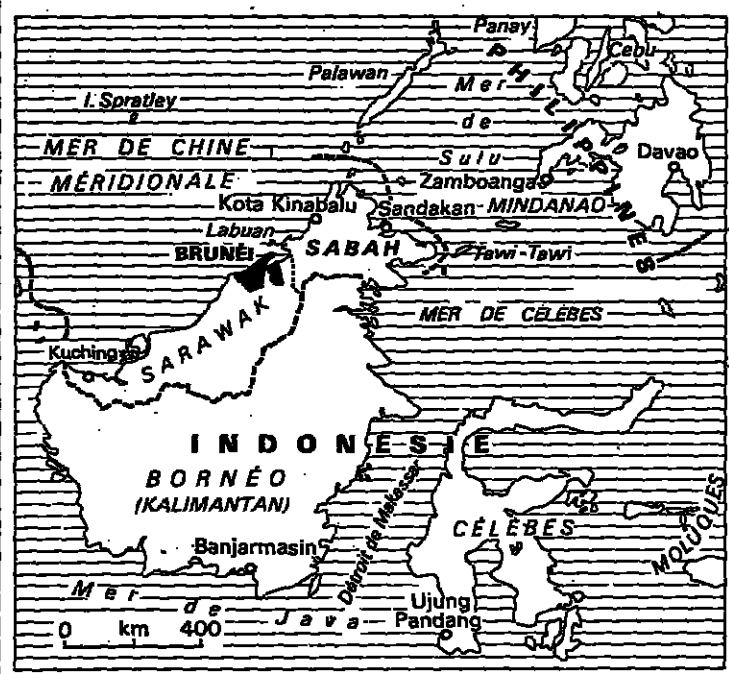 Panay
PHILIPPINES
Cebu
Palawan
Mer
de
Sulu
I. Spratley
MER DE CHINE
MÉRIDIONALE
Davao
Zamboanga
Kota Kinabalu
Sandakan
MINDANAO
Labuan
BRUNÉI
SABAH
Tawi-Tawi
MER DE CÉLÈBES
SARAWAK
Kuching
INDONESIE
BORNÉO
(KALIMANTAN)
Détroit de Makassar
CÉLÈBES
MOLUQUES
Banjarmasin
Mer de Java
Ujung
Pandang
0 km 400